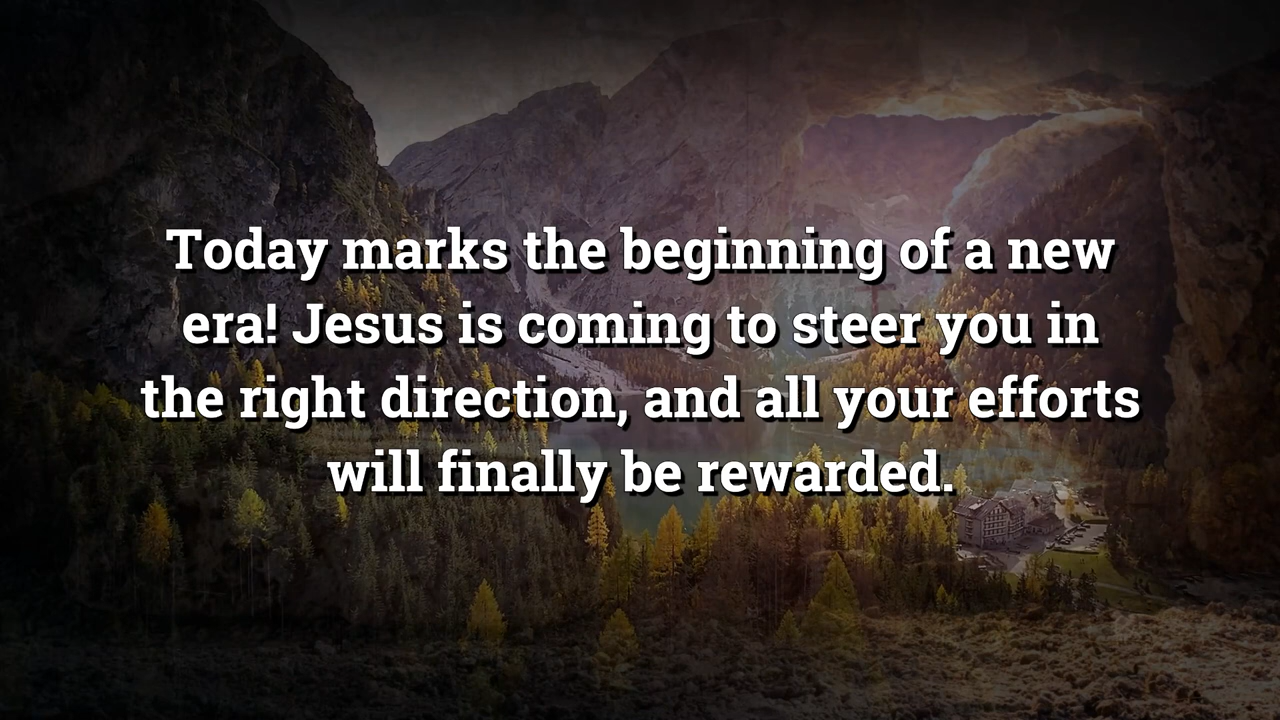 Today marks the beginning of a new
era! Jesus is coming to steer you in
the right direction, and all your efforts
will finally be rewarded.